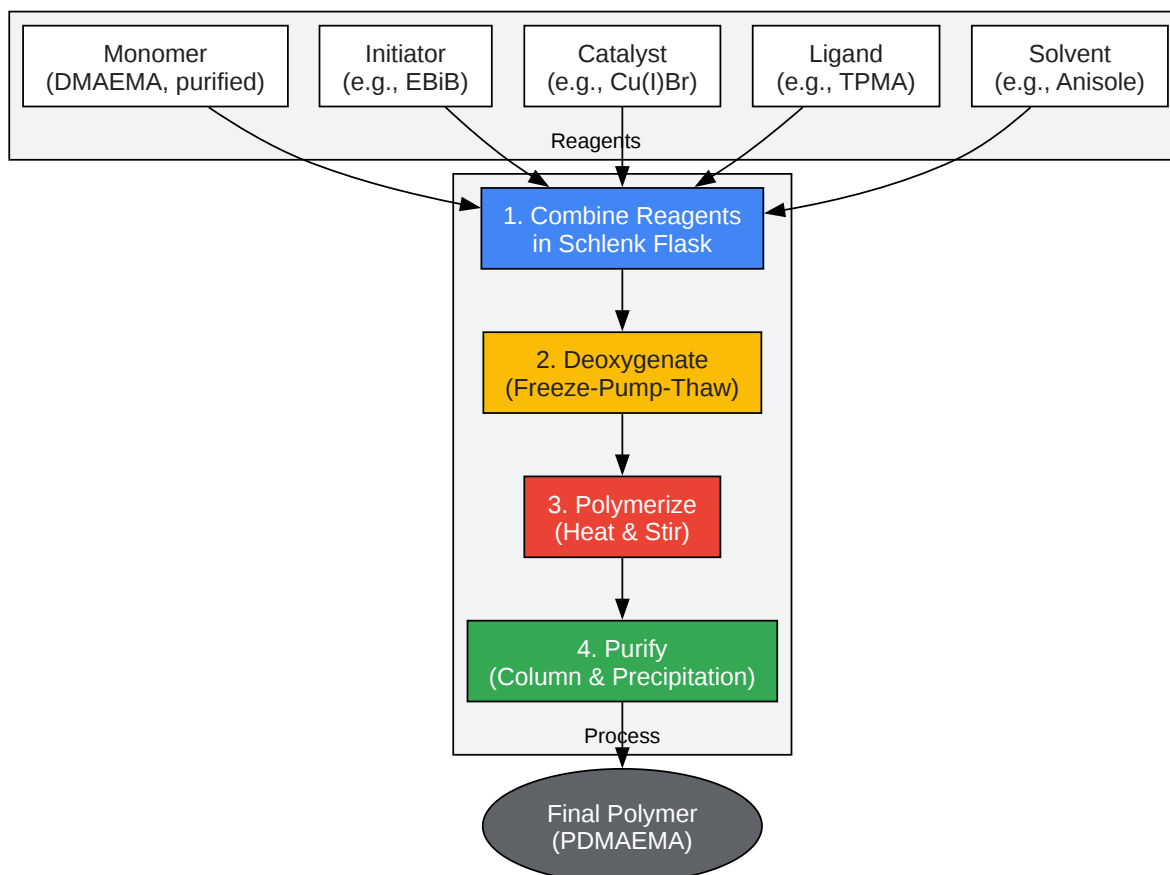 Monomer
(DMAEMA, purified)
Initiator
(e.g., EBiB)
Catalyst
(e.g., Cu(I)Br)
Ligand
(e.g., TPMA)
Solvent
(e.g., Anisole)
Reagents
1. Combine Reagents
in Schlenk Flask
2. Deoxygenate
(Freeze-Pump-Thaw)
3. Polymerize
(Heat & Stir)
4. Purify
(Column & Precipitation)
Process
Final Polymer
(PDMAEMA)